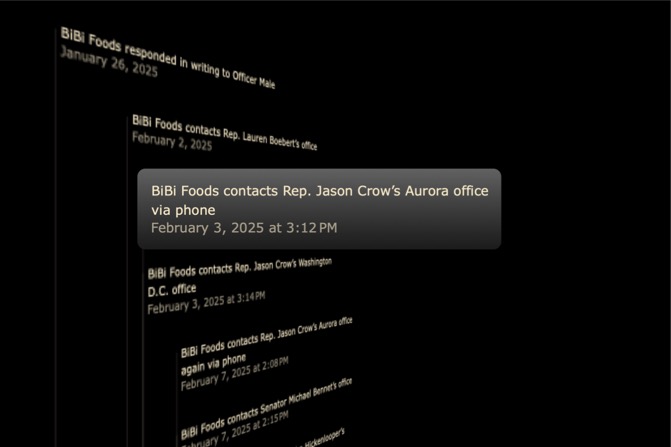 BiBi Foods responded in writing to Officer Male
January 26, 2025
BiBi Foods contacts Rep. Lauren Boebert's office
February 2, 2025
BiBi Foods contacts Rep. Jason Crow’s Aurora office
via phone
February 3, 2025 at 3:12 PM
BiBi Foods contacts Rep. Jason Crow's Washington
D.C. office
February 3, 2025 at 3:14 PM
BiBi Foods contacts Rep. Jason Crow's Aurora office
again via phone
February 7, 2025 at 2:08 PM
BiBi Foods contacts Senator Michael Bennet's office
February 7, 2025 at 2:15 PM
Hickenlooper's